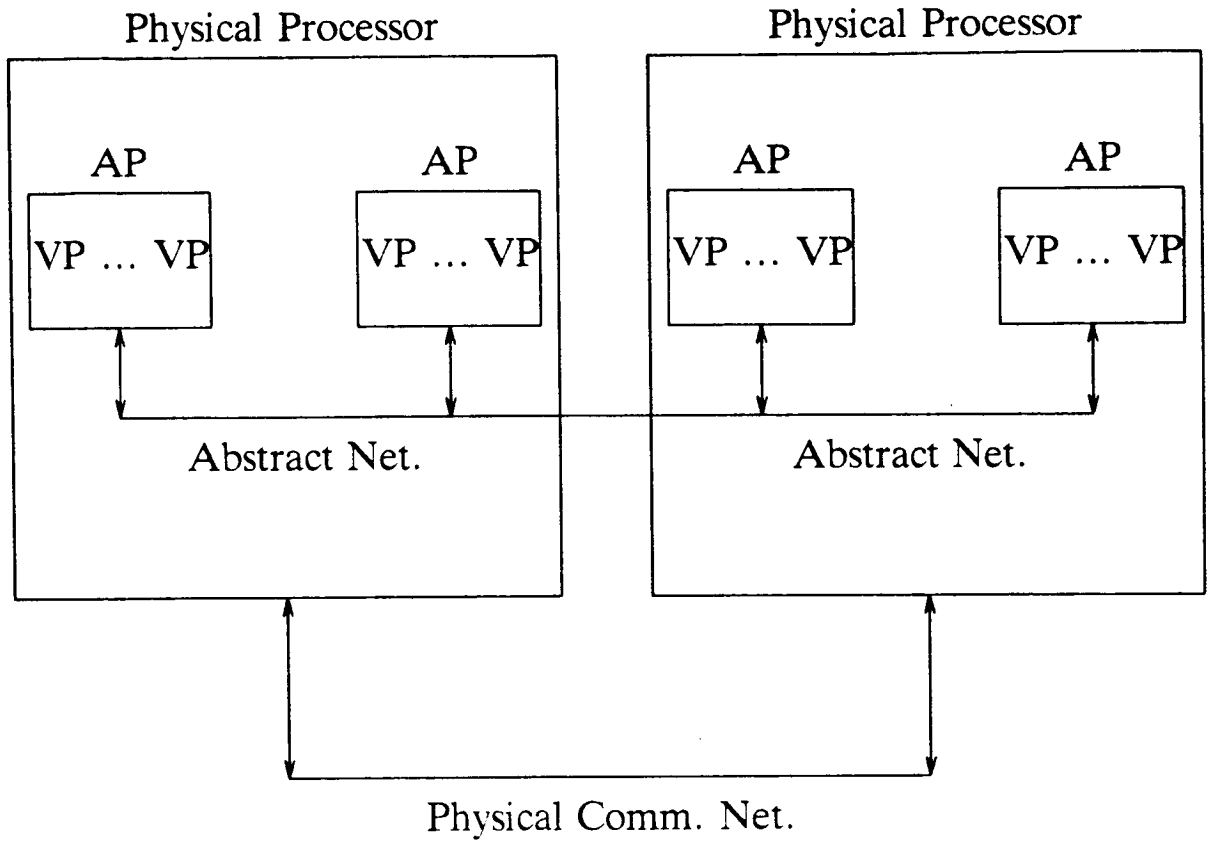 Physical Processor
Physical Processor
AP
AP
AP
AP
VP ... VP
VP ... VP
VP ... VP
VP ... VP
Abstract Net.
Abstract Net.
Physical Comm. Net.